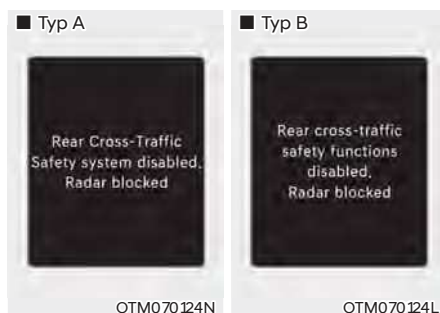 ■ Typ A
Rear Cross-Traffic
Safety system disabled.
Radar blocked
OTM070124N
■ Typ B
Rear cross-traffic
safety functions
disabled.
Radar blocked
OTM070124L